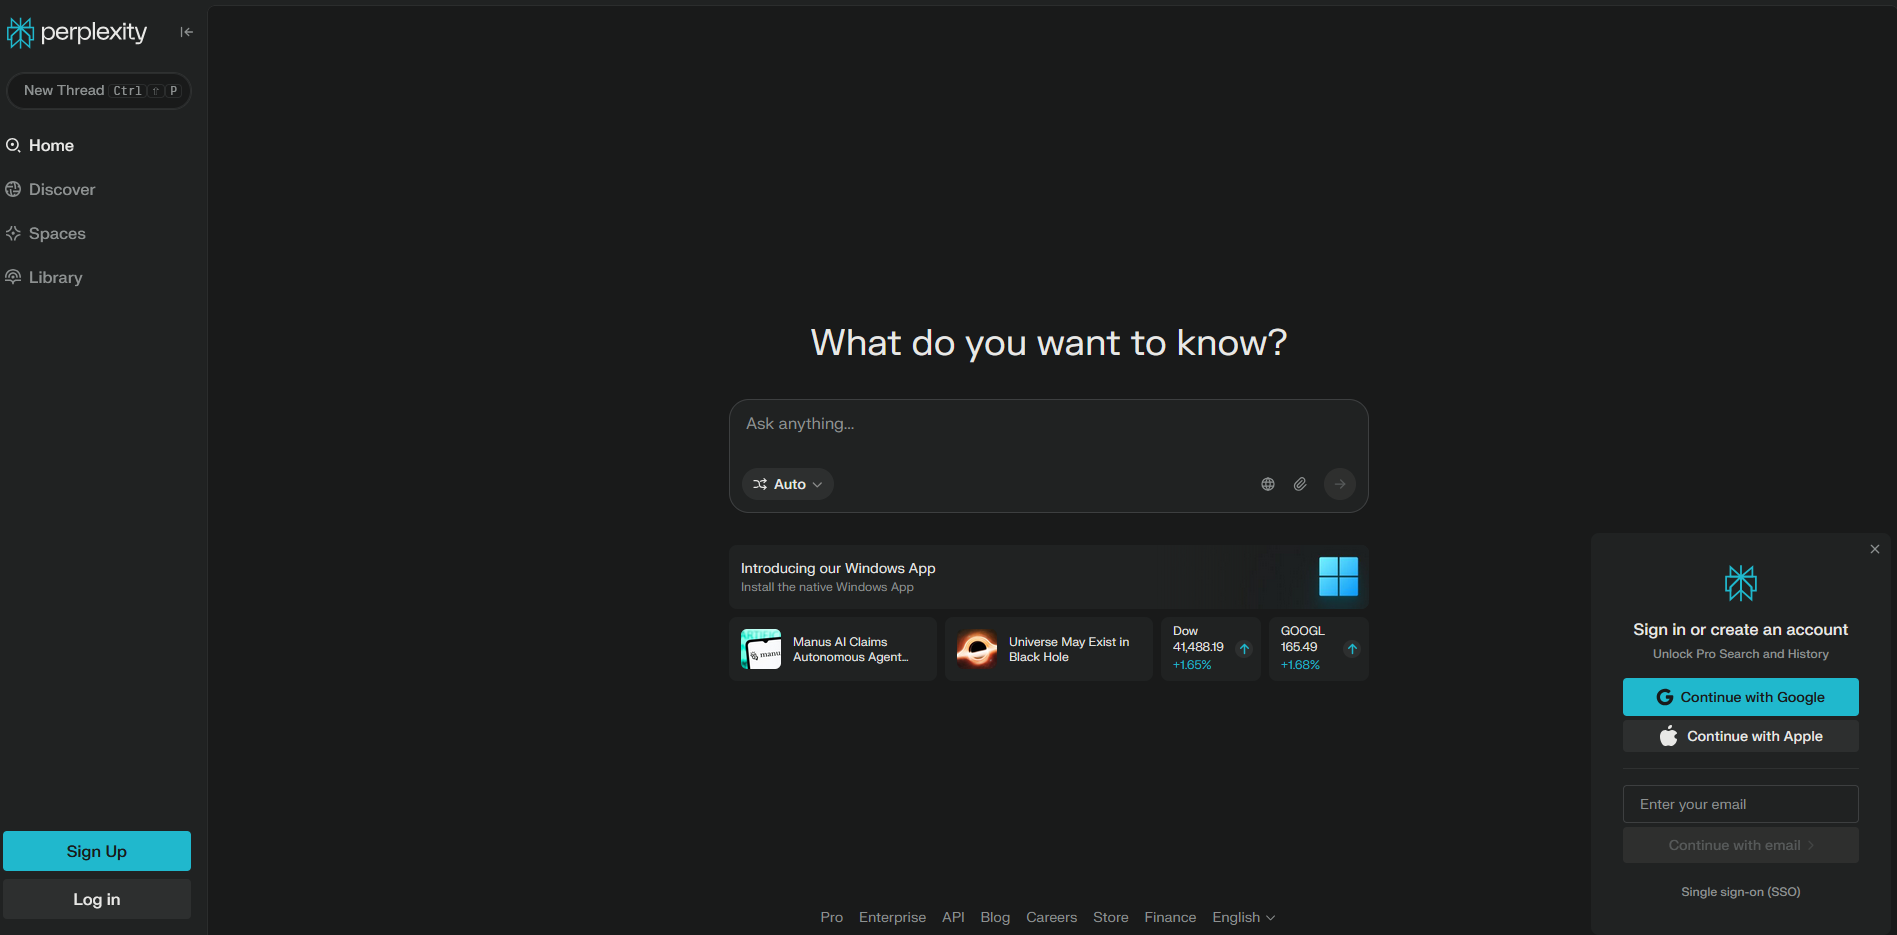 perplexity
New Thread Ctrl ⇧ P
Home
Discover
Spaces
Library
Sign Up
Log in
What do you want to know?
Ask anything...
Auto
Introducing our Windows App
Install the native Windows App
Manus AI Claims
Autonomous Agent...
Universe May Exist in
Black Hole
Dow
41,488.19
+1.65%
GOOGL
165.49
+1.68%
Pro Enterprise API Blog Careers Store Finance English
Sign in or create an account
Unlock Pro Search and History
Continue with Google
Continue with Apple
Enter your email
Continue with email
Single sign-on (SSO)